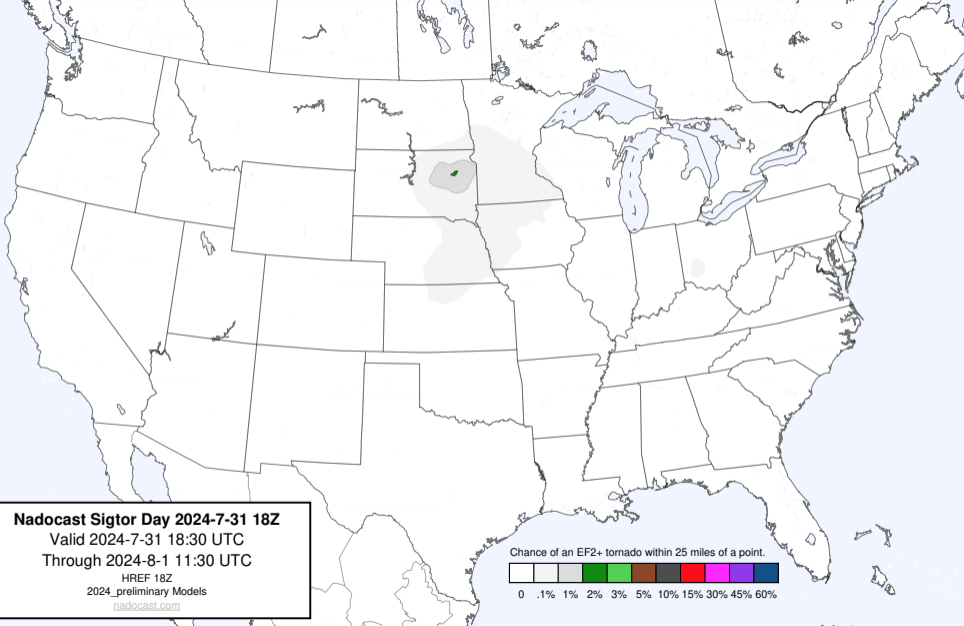 Nadocast Sigtor Day 2024-7-31 18Z
Valid 2024-7-31 18:30 UTC
Through 2024-8-1 11:30 UTC
HREF 18Z
2024_preliminary Models
nadocast.com
Chance of an EF2+ tornado within 25 miles of a point.
0 .1% 1% 2% 3% 5% 10% 15% 30% 45% 60%